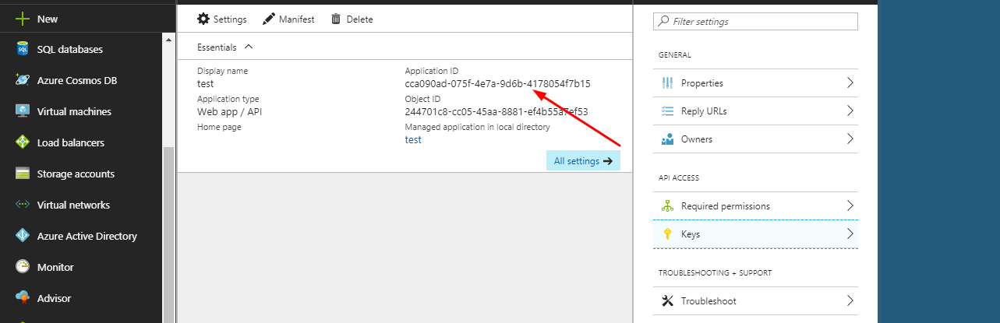 New
SQL databases
Azure Cosmos DB
Virtual machines
Load balancers
Storage accounts
Virtual networks
Azure Active Directory
Monitor
Advisor
Settings
Manifest
Delete
Essentials
Display name
test
Application type
Web app / API
Home page
Application ID
cca090ad-075f-4e7a-9d6b-4178054f7b15
Object ID
244701c8-cc05-45aa-8881-ef4b55a7ef53
Managed application in local directory
test
All settings
Filter settings
GENERAL
Properties
Reply URLs
Owners
API ACCESS
Required permissions
Keys
TROUBLESHOOTING + SUPPORT
Troubleshoot